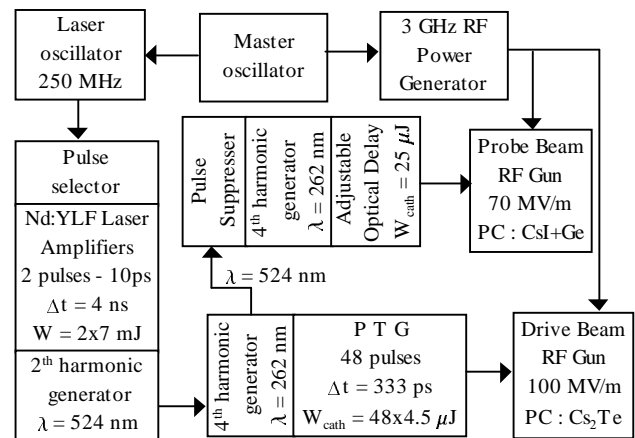 Laser
oscillator
250 MHz
Master
oscillator
3 GHz RF
Power
Generator
Pulse
selector
Nd:YLF Laser
Amplifiers
2 pulses - 10ps
Δt = 4 ns
W = 2x7 mJ
2th harmonic
generator
λ = 524 nm
Pulse
Suppresser
4th harmonic
generator
λ = 262 nm
Adjustable
Optical Delay
Wcath = 25 μJ
Probe Beam
RF Gun
70 MV/m
PC : CsI+Ge
λ = 524 nm
4th harmonic
generator
λ = 262 nm
P T G
48 pulses
Δt = 333 ps
Wcath = 48x4.5 μJ
Drive Beam
RF Gun
100 MV/m
PC : Cs2Te